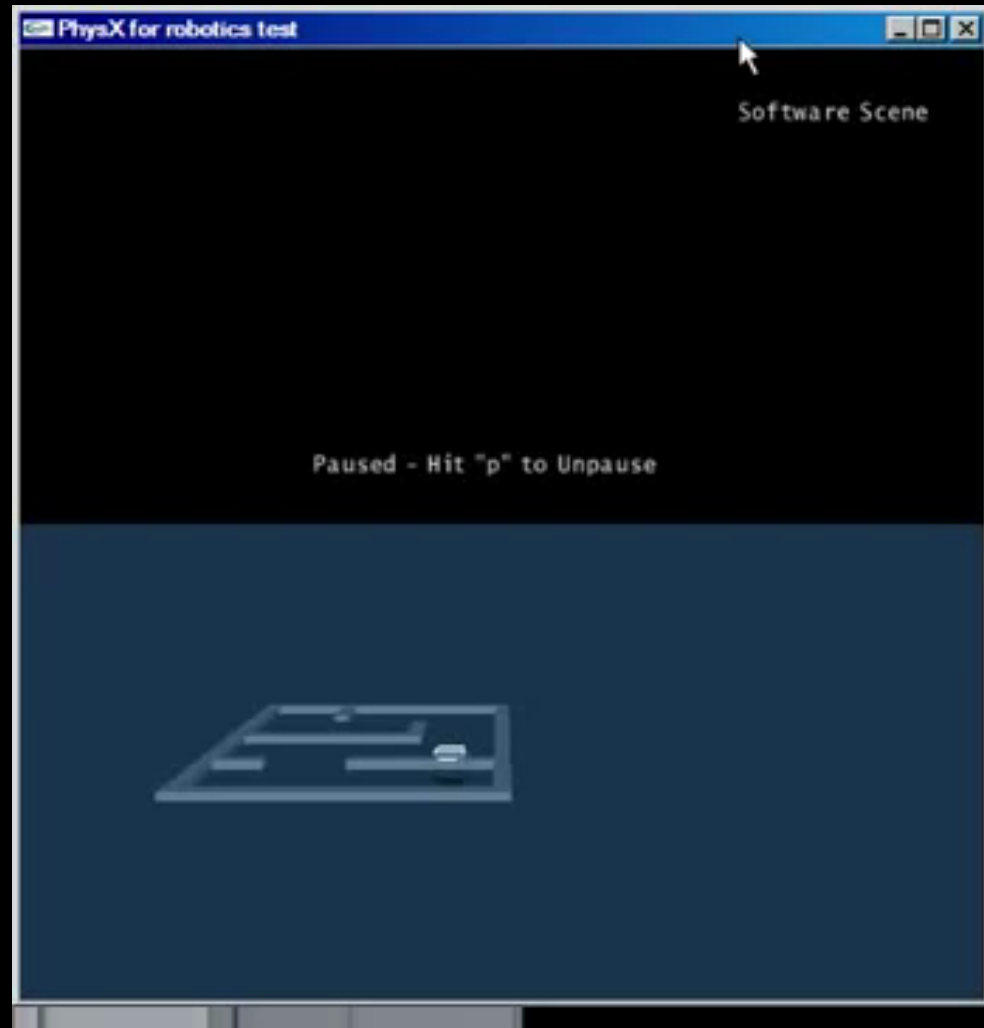 PhysX for robotics test
Software Scene
Paused - Hit "p" to Unpause